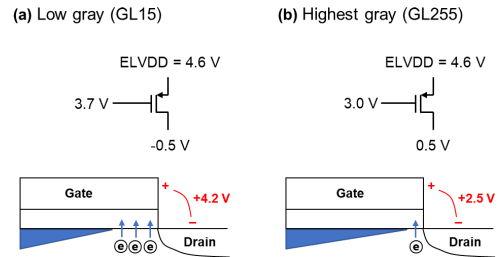 (a) Low gray (GL15)
ELVDD = 4.6 V
3.7 V
-0.5 V
Gate
+
+4.2 V
−
e e e
Drain
(b) Highest gray (GL255)
ELVDD = 4.6 V
3.0 V
0.5 V
Gate
+
+2.5 V
−
e
Drain